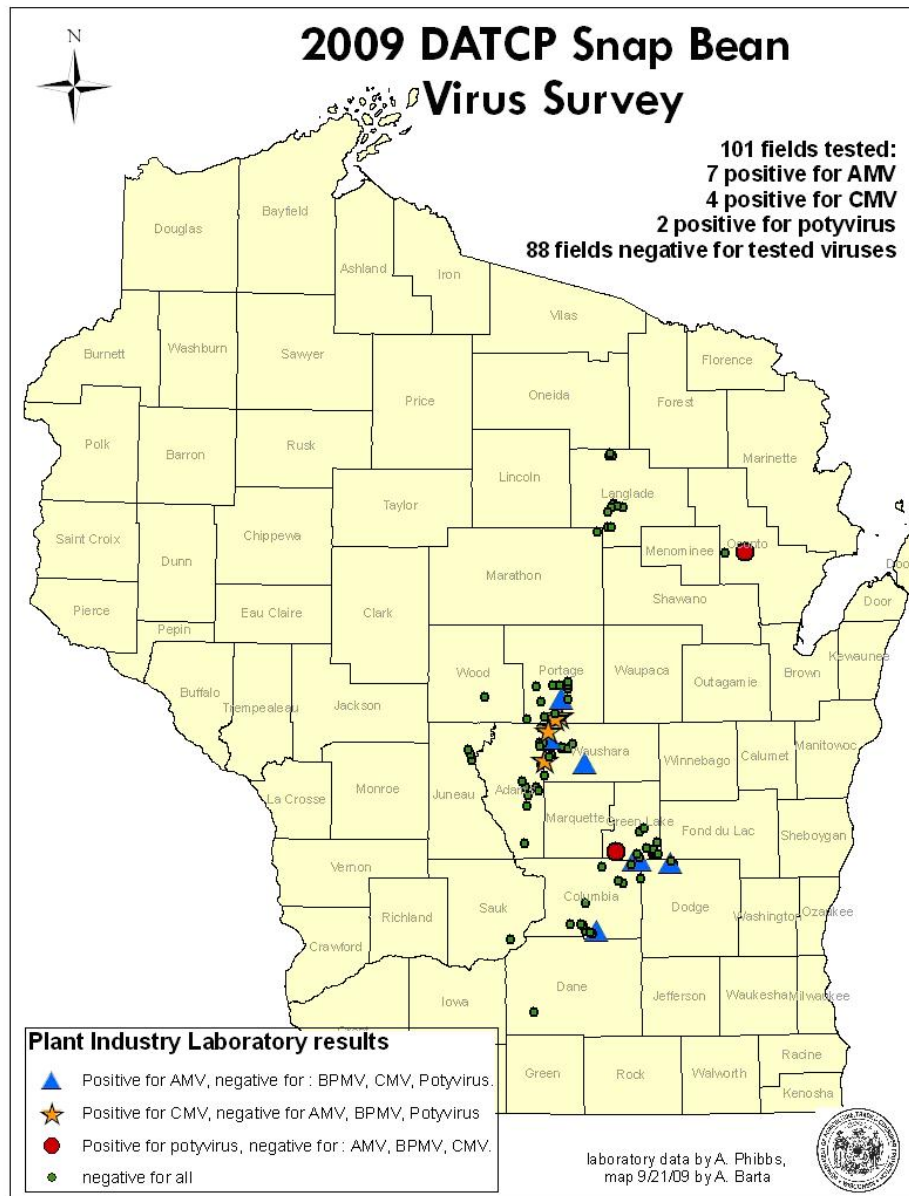 N
2009 DATCP Snap Bean
Virus Survey
101 fields tested:
7 positive for AMV
4 positive for CMV
2 positive for potyvirus
88 fields negative for tested viruses
Douglas
Bayfield
Ashland
Iron
Vilas
Burnett
Washburn
Sawyer
Florence
Price
Oneida
Forest
Polk
Barron
Rusk
Lincoln
Marinette
Taylor
Langlade
Saint Croix
Chippewa
Dunn
Menominee
Oconto
Marathon
Door
Pierce
Eau Claire
Clark
Shawano
Door
Pepin
Buffalo
Trempealeau
Jackson
Wood
Portage
Waupaca
Outagamie
Brown
Kewaunee
Waushara
Winnebago
Calumet
Manitowoc
La Crosse
Monroe
Juneau
Adams
Marquette
Green Lake
Fond du Lac
Sheboygan
Vernon
Richland
Sauk
Columbia
Dodge
Washington
Ozaukee
Crawford
Iowa
Dane
Jefferson
Waukesha
Milwaukee
Green
Rock
Walworth
Racine
Kenosha
Plant Industry Laboratory results
Positive for AMV, negative for : BPMV, CMV, Potyvirus.
Positive for CMV, negative for AMV, BPMV, Potyvirus
Positive for potyvirus, negative for : AMV, BPMV, CMV.
negative for all
laboratory data by A. Phibbs,
map 9/21/09 by A. Barta